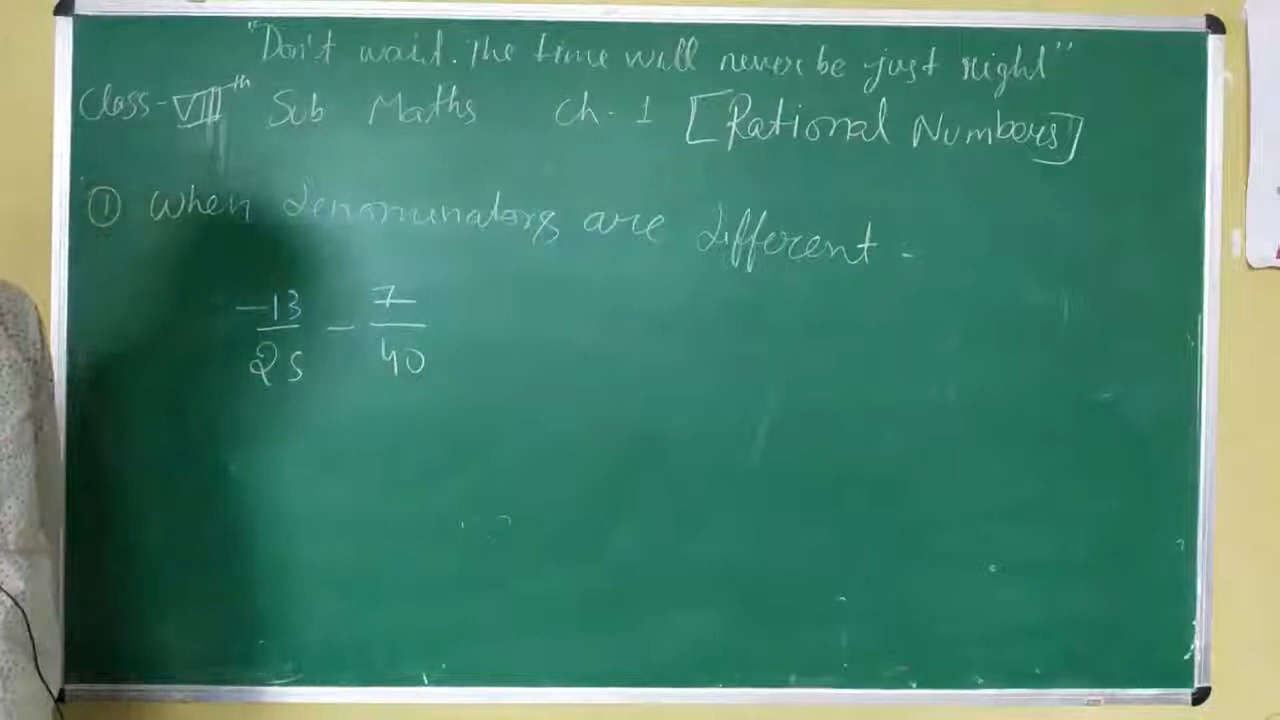 "Don't wait. The time will never be just right"
Class-VIIIth Sub Maths Ch. 1 [Rational Numbers]
① When denominators are different -
-13/25 - 7/40